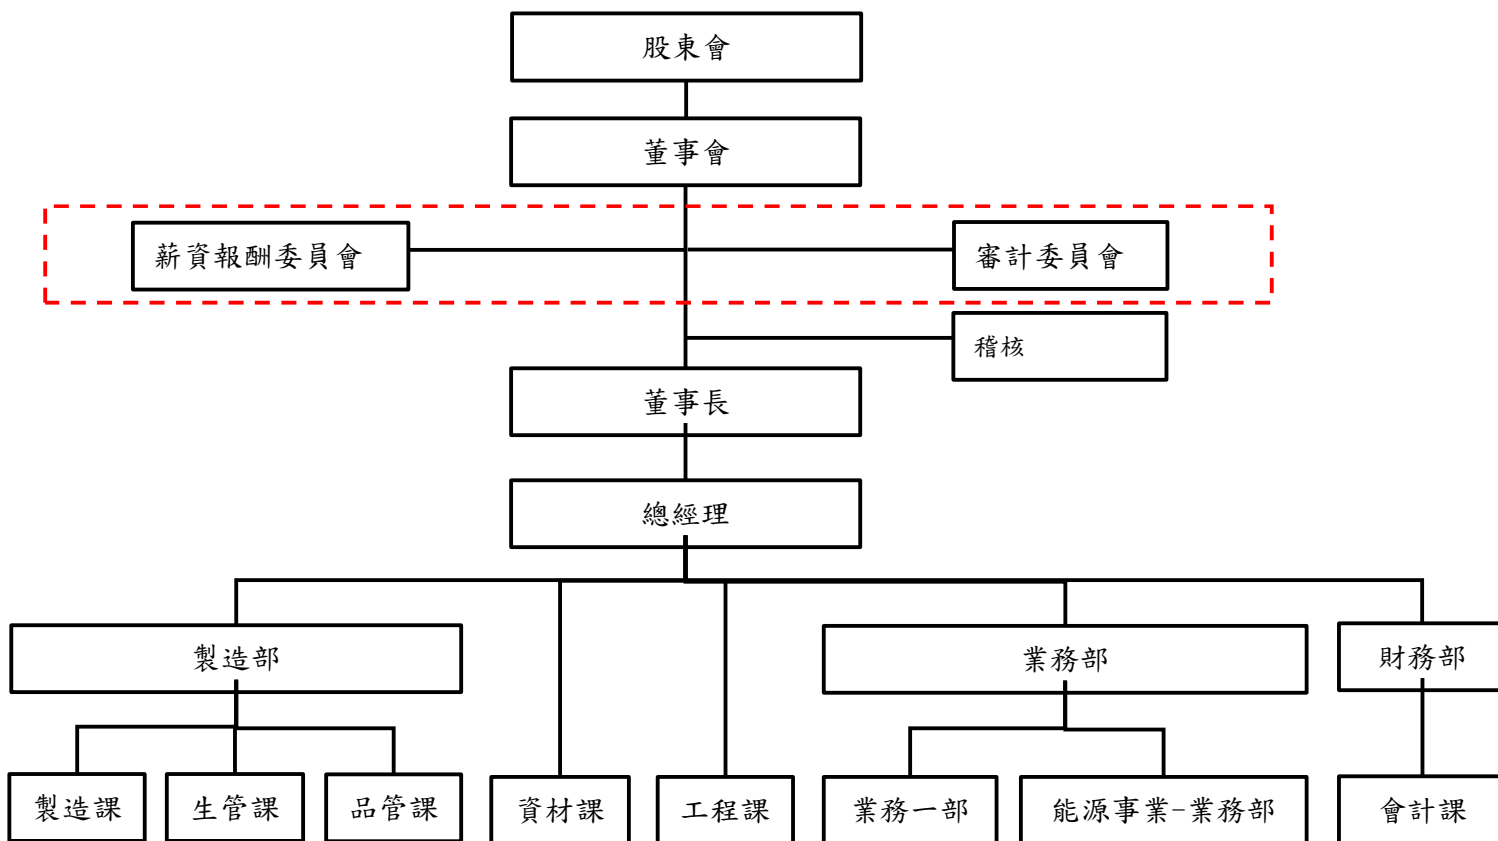 股東會
董事會
薪資報酬委員會
審計委員會
稽核
董事長
總經理
製造部
業務部
財務部
製造課
生管課
品管課
資材課
工程課
業務一部
能源事業-業務部
會計課